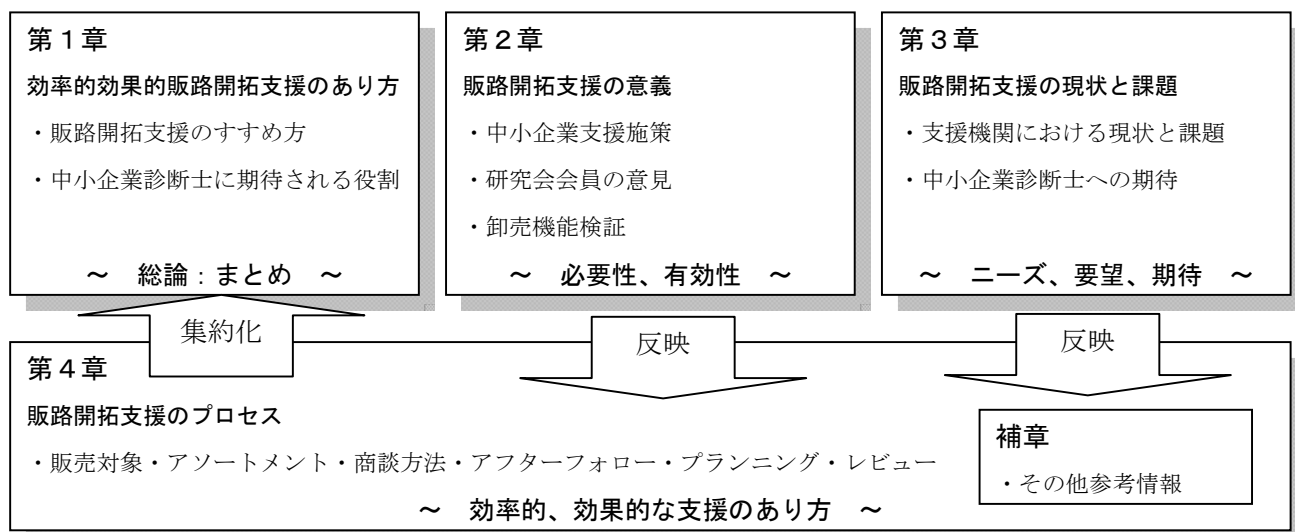 第１章
効率的効果的販路開拓支援のあり方
・販路開拓支援のすすめ方
・中小企業診断士に期待される役割
～　総論：まとめ　～
第２章
販路開拓支援の意義
・中小企業支援施策
・研究会会員の意見
・卸売機能検証
～　必要性、有効性　～
第３章
販路開拓支援の現状と課題
・支援機関における現状と課題
・中小企業診断士への期待
～　ニーズ、要望、期待　～
集約化
反映
反映
第４章
販路開拓支援のプロセス
・販売対象・アソートメント・商談方法・アフターフォロー・プランニング・レビュー
～　効率的、効果的な支援のあり方　～
補章
・その他参考情報